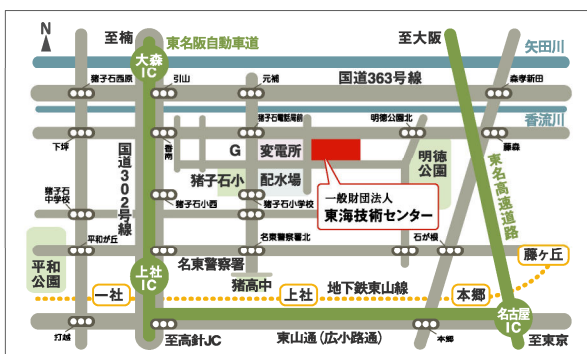 N
至楠
東名阪自動車道
至大阪
矢田川
大森
IC
国道363号線
猪子石西原
引山
元補
森孝新田
香流川
猪子石電話局前
明徳公園北
下坪
香南
藤森
G
変電所
明徳
公園
国道302号線
猪子石小
配水場
一般財団法人
東海技術センター
東名高速道路
猪子石
中学校
猪子石小西
猪子石小学校
平和が丘
名東警察署
名東警察署北
石が根
藤ヶ丘
平和
公園
上社
IC
猪高中
地下鉄東山線
一社
上社
本郷
名古屋
IC
打越
至高針JC
東山通(広小路通)
本郷
至東京